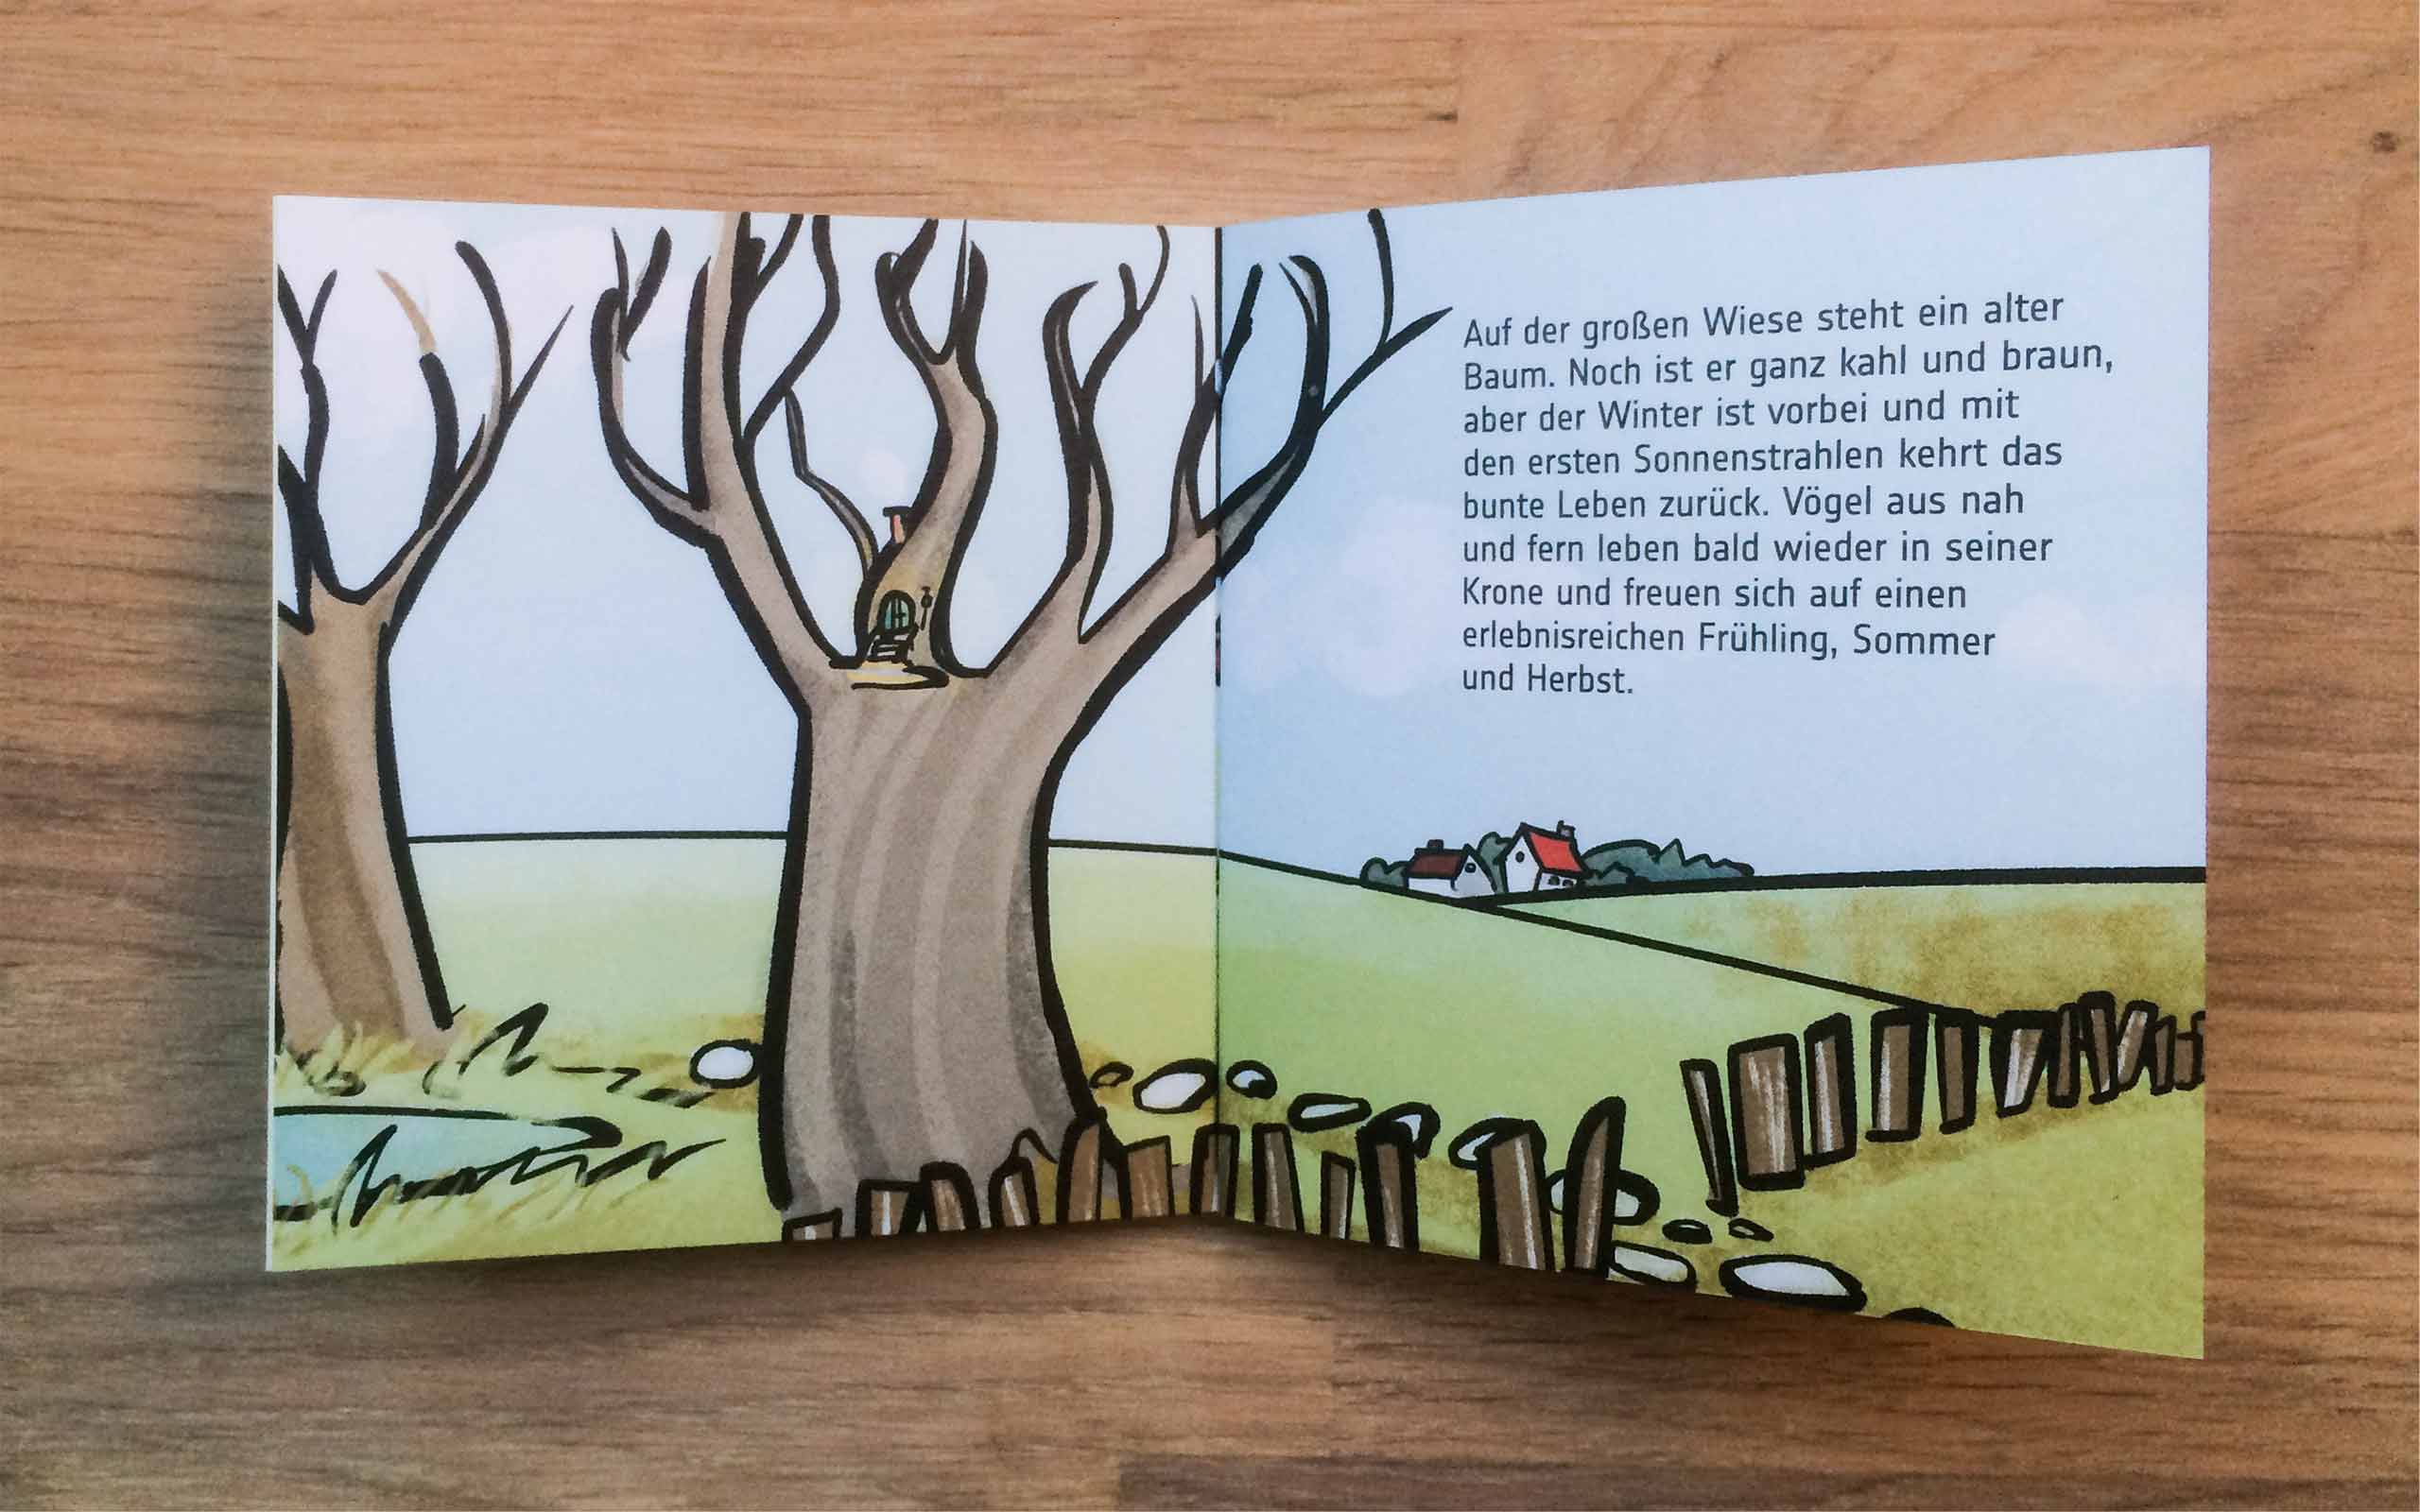 Auf der großen Wiese steht ein alter
Baum. Noch ist er ganz kahl und braun,
aber der Winter ist vorbei und mit
den ersten Sonnenstrahlen kehrt das
bunte Leben zurück. Vögel aus nah
und fern leben bald wieder in seiner
Krone und freuen sich auf einen
erlebnisreichen Frühling, Sommer
und Herbst.